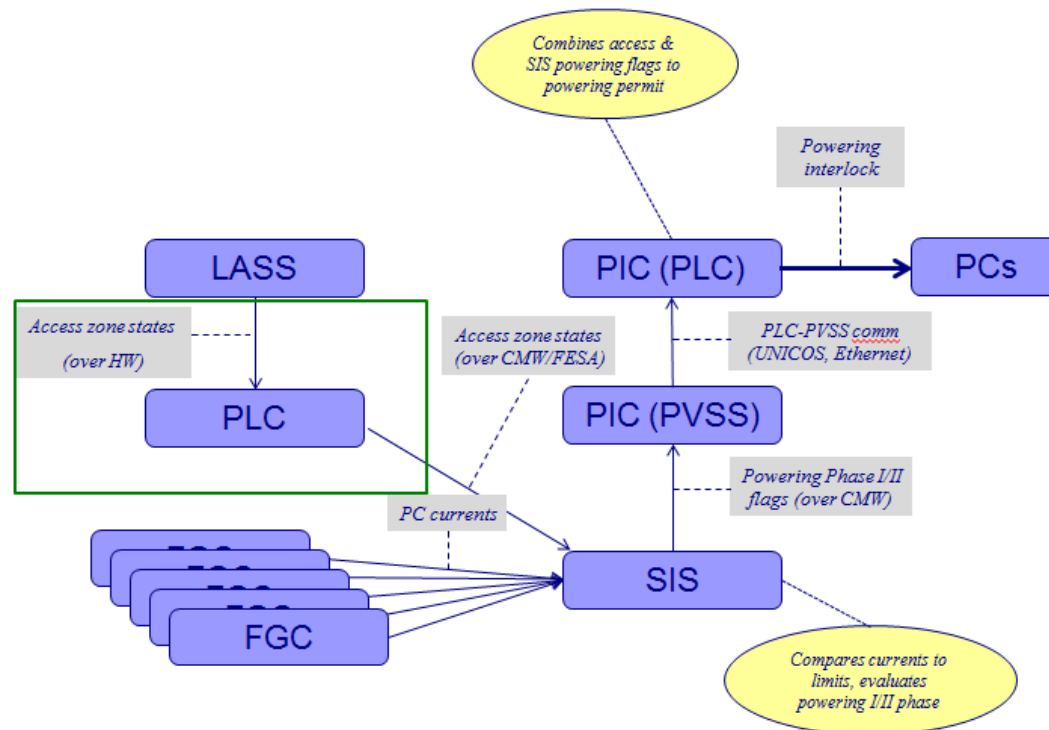 Combines access &
SIS powering flags to
powering permit
Powering
interlock
LASS
PIC (PLC)
PCs
Access zone states
(over HW)
Access zone states
(over CMW/FESA)
PLC-PVSS comm
(UNICOS, Ethernet)
PLC
PIC (PVSS)
Powering Phase I/II
flags (over CMW)
PC currents
SIS
FGC
Compares currents to
limits, evaluates
powering I/II phase